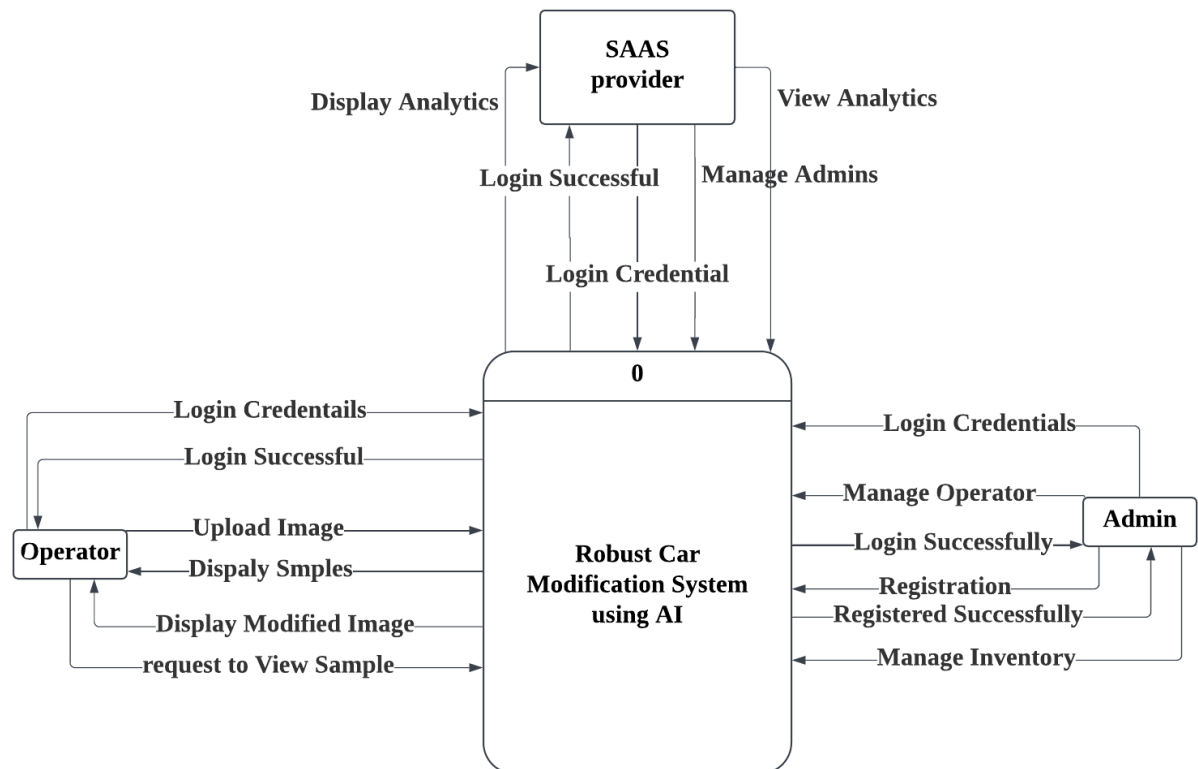 SAAS
provider
Display Analytics
View Analytics
Login Successful
Manage Admins
Login Credential
0
Login Credentails
Login Credentials
Login Successful
Manage Operator
Admin
Upload Image
Operator
Login Successfully
Robust Car
Modification System
using AI
Dispaly Smples
Registration
Display Modified Image
Registered Successfully
request to View Sample
Manage Inventory